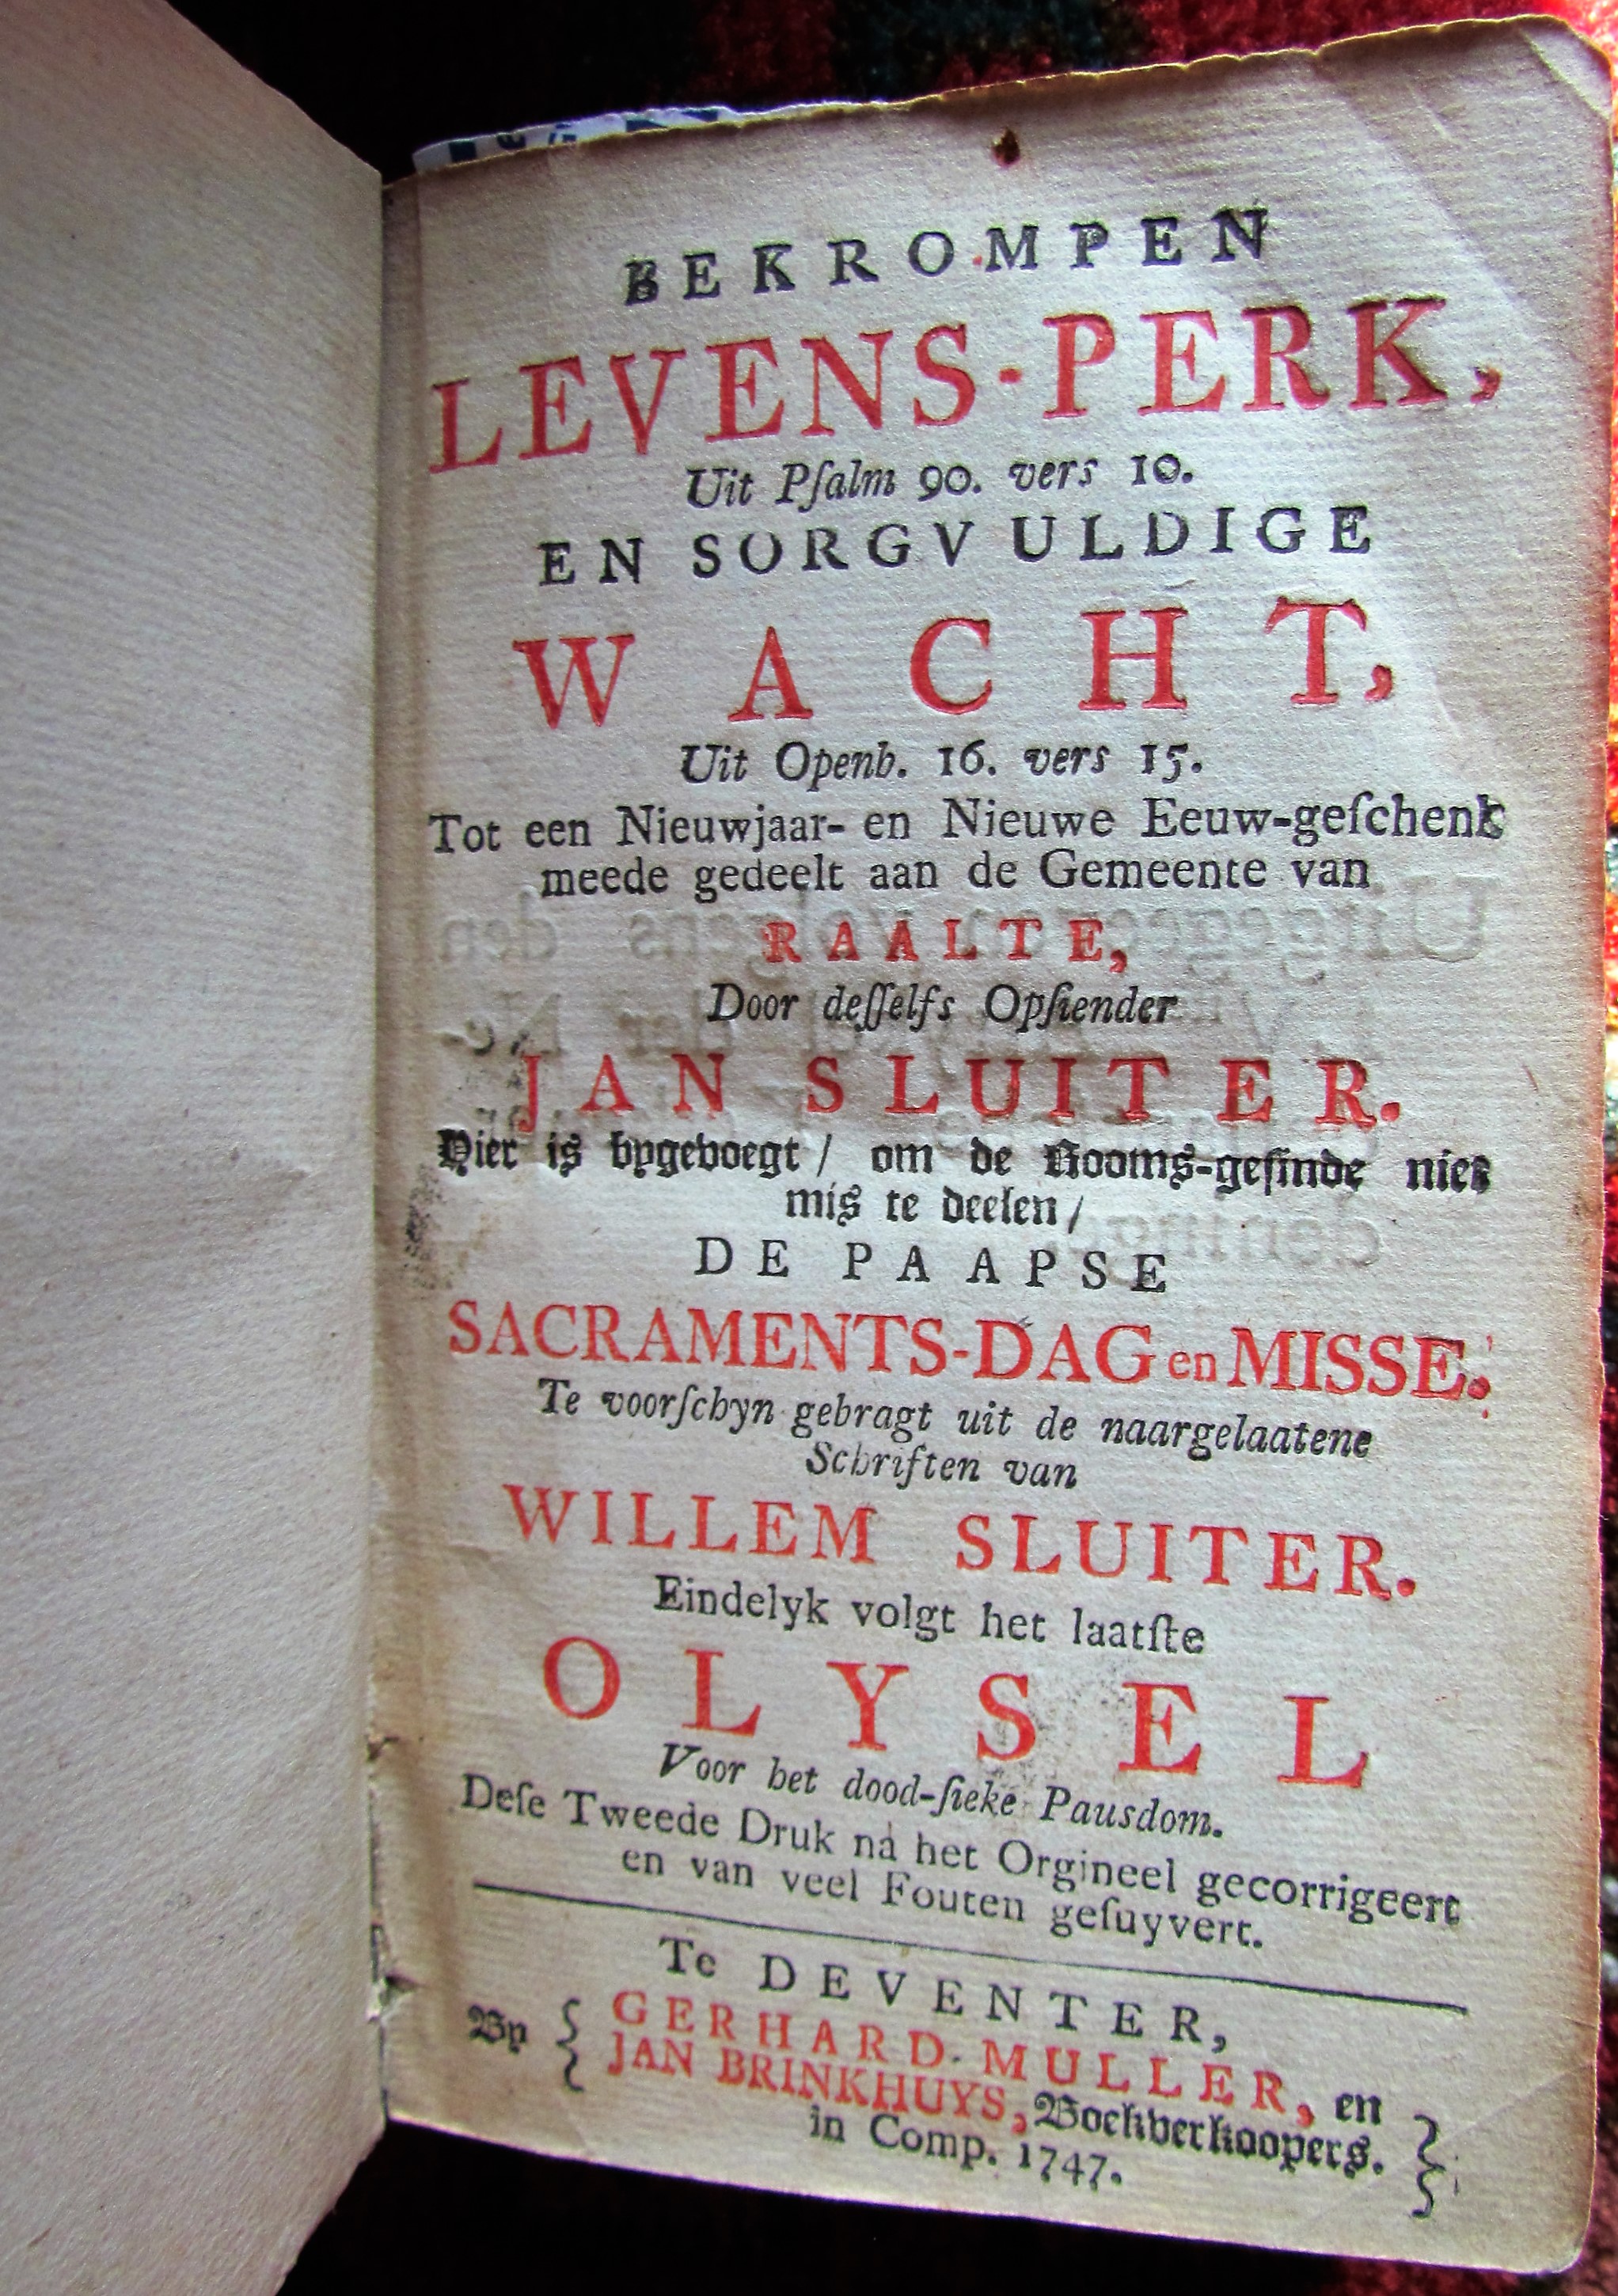 BEKROMPEN
LEVENS-PERK,
Uit Pſalm 90. vers 10.
EN SORGVULDIGE
WACHT,
Uit Openb. 16. vers 15.
Tot een Nieuwjaar- en Nieuwe Eeuw-geſchenk
meede gedeelt aan de Gemeente van
RAALTE,
Door deſſelfs Opſiender
JAN SLUITER.
Hier is bygevoegt / om de Rooms-geſinde niet
mis te deelen /
DE PAAPSE
SACRAMENTS-DAG en MISSE.
Te voorſchyn gebragt uit de naargelaatene
Schriften van
WILLEM SLUITER.
Eindelyk volgt het laatſte
OLYSEL
Voor het dood-ſieke Pausdom.
Deſe Tweede Druk na het Orgineel gecorrigeert
en van veel Fouten geſuyvert.
Te DEVENTER,
By { GERHARD MULLER, en
JAN BRINKHUYS, Boekverkoopers. }
in Comp. 1747.